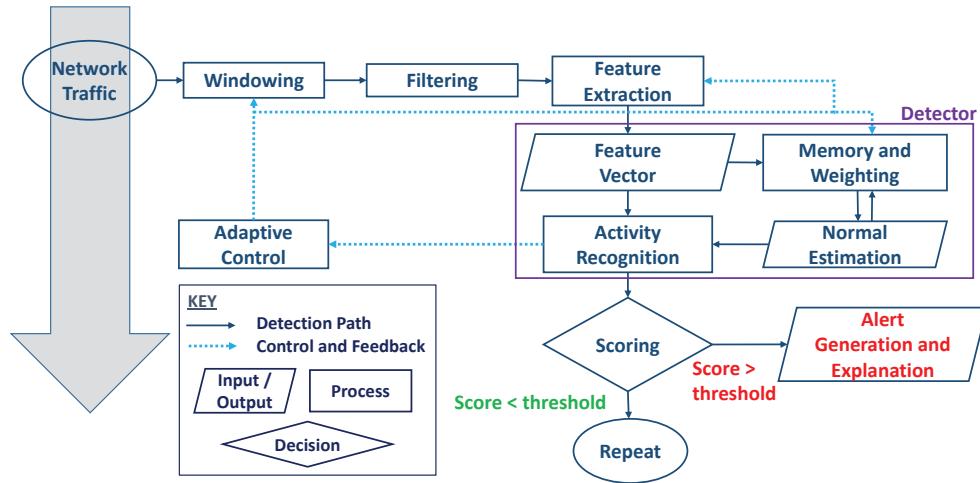 Network
Traffic
Windowing
Filtering
Feature
Extraction
Detector
Feature
Vector
Memory and
Weighting
Adaptive
Control
Activity
Recognition
Normal
Estimation
KEY
Detection Path
Control and Feedback
Input /
Output
Process
Decision
Scoring
Alert
Generation and
Explanation
Score >
threshold
Score < threshold
Repeat